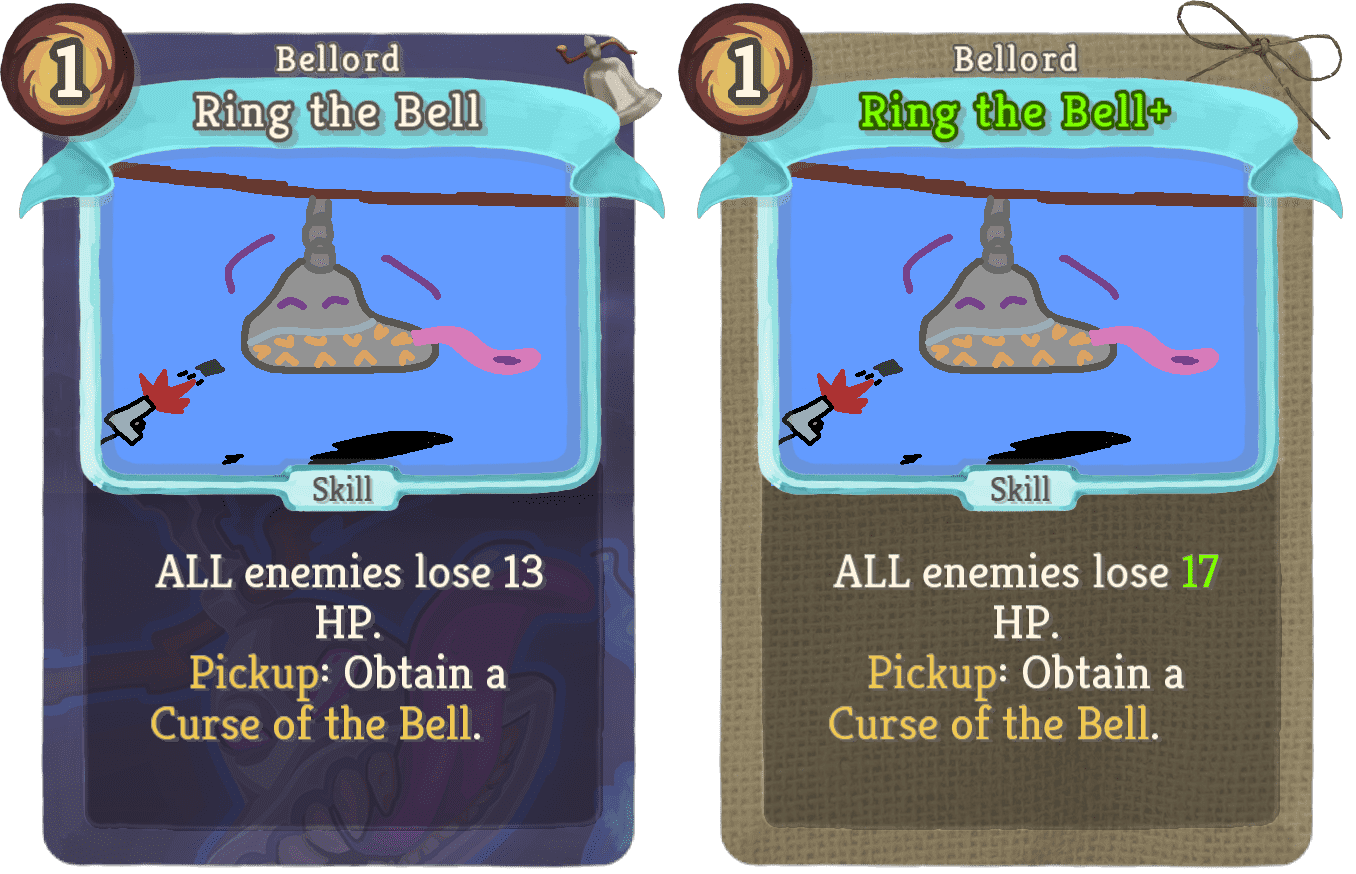 1
Bellord
Ring the Bell
Skill
ALL enemies lose 13
HP.
Pickup: Obtain a
Curse of the Bell.
1
Bellord
Ring the Bell+
Skill
ALL enemies lose 17
HP.
Pickup: Obtain a
Curse of the Bell.